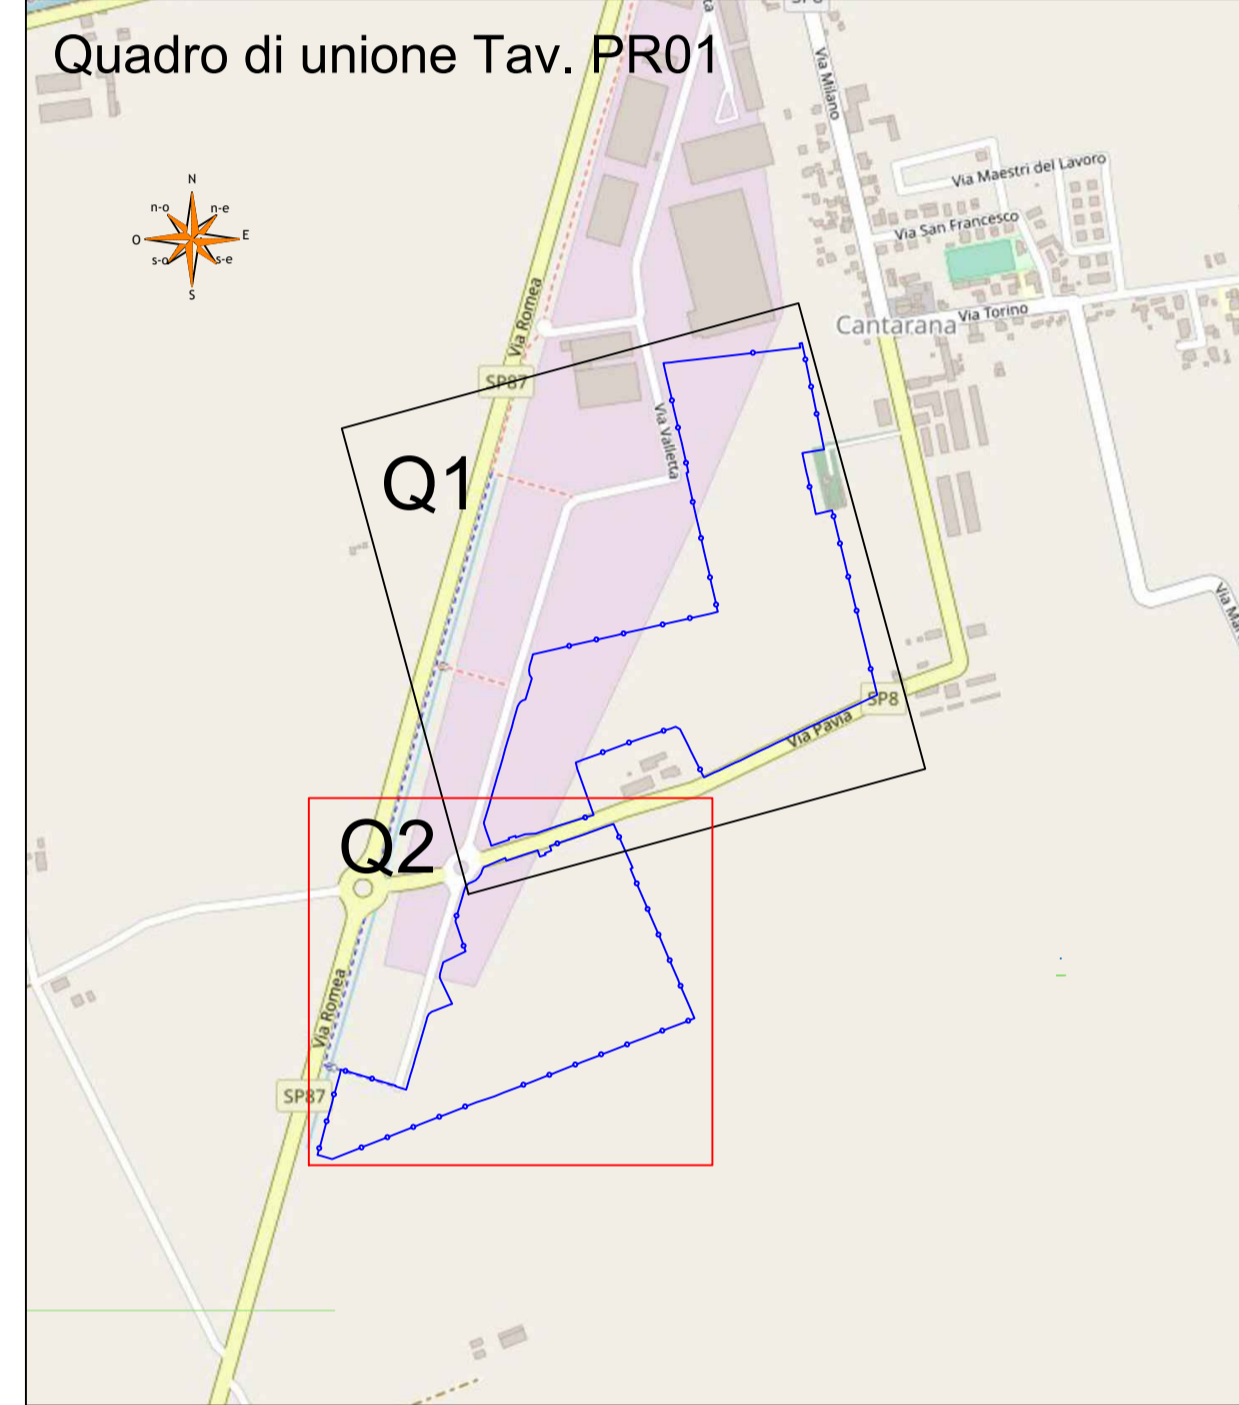 SP8
Quadro di unione Tav. PR01
Via Milano
Via Maestri del Lavoro
N
n-o
n-e
O
E
s-o
s-e
S
Via San Francesco
Via Romea
Cantarana
Via Torino
SP87
Via Valletta
Q1
SP8
Via Pavia
Q2
Via Romea
SP87